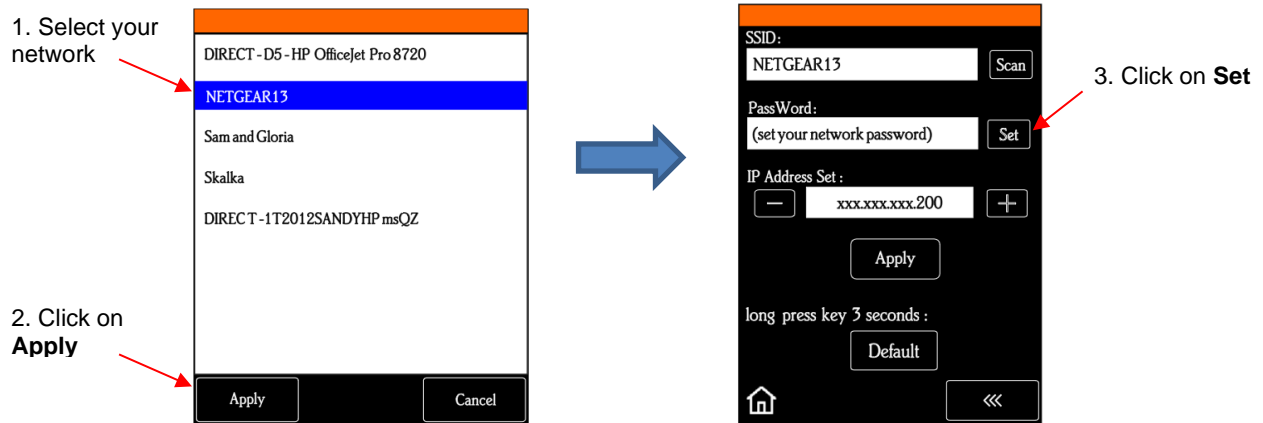 1. Select your
network
DIRECT-D5-HP OfficeJet Pro 8720
NETGEAR13
Sam and Gloria
Skalka
DIRECT-1T2012SANDYHP msQZ
2. Click on
Apply
Apply
Cancel
SSID:
NETGEAR13
Scan
3. Click on Set
PassWord:
(set your network password)
Set
IP Address Set :
xxx.xxx.xxx.200
Apply
long press key 3 seconds :
Default